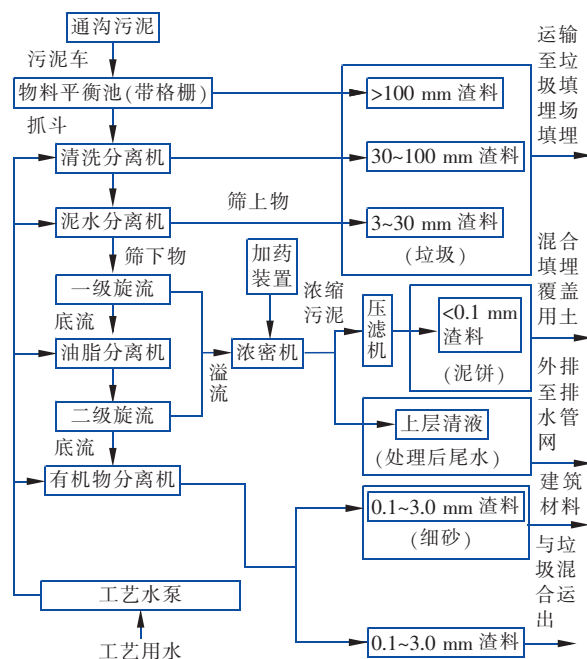 通沟污泥
污泥车
物料平衡池(带格栅)
抓斗
清洗分离机
泥水分离机
筛上物
筛下物
一级旋流
底流
油脂分离机
二级旋流
底流
有机物分离机
溢流
加药
装置
浓密机
浓缩
污泥
压滤机
>100 mm 渣料
30~100 mm 渣料
3~30 mm 渣料
(垃圾)
<0.1 mm
渣料
(泥饼)
上层清液
(处理后尾水)
0.1~3.0 mm 渣料
(细砂)
0.1~3.0 mm 渣料
工艺水泵
工艺用水
运输
至垃
圾填
埋场
填埋
混合
填埋
覆盖
用土
外排
至排
水管
网
建筑
材料
与垃
圾混
合运
出